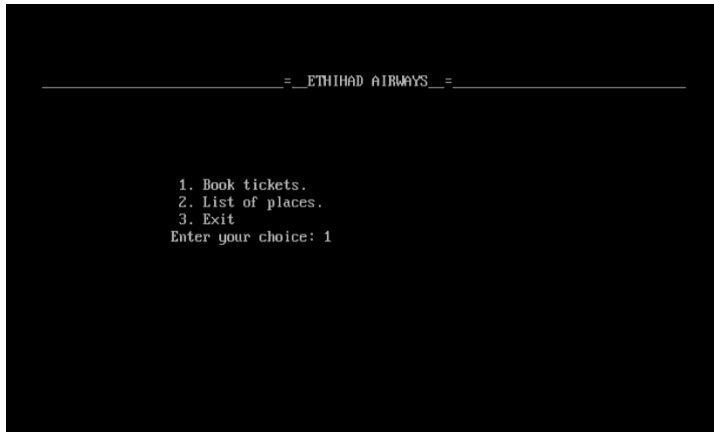 =__ETHIHAD AIRWAYS__=
1. Book tickets.
2. List of places.
3. Exit
Enter your choice: 1